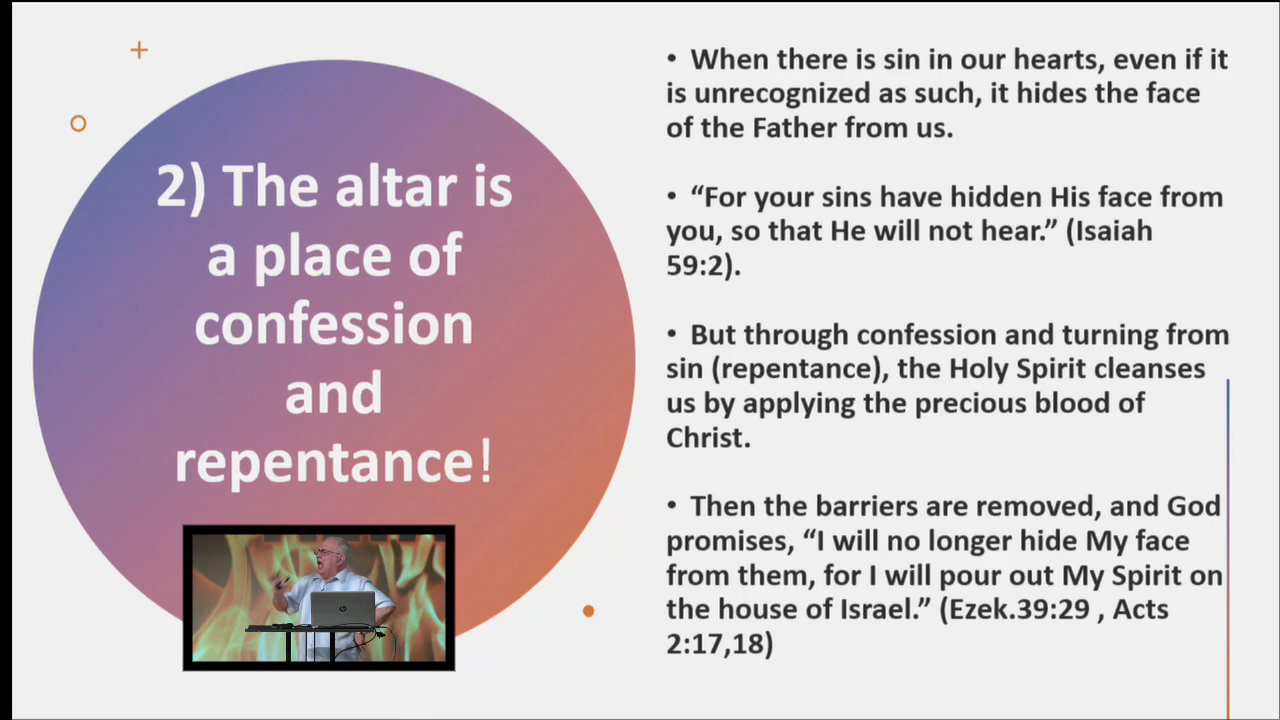 2) The altar is
a place of
confession
and
repentance!
• When there is sin in our hearts, even if it
is unrecognized as such, it hides the face
of the Father from us.
• “For your sins have hidden His face from
you, so that He will not hear.” (Isaiah
59:2).
• But through confession and turning from
sin (repentance), the Holy Spirit cleanses
us by applying the precious blood of
Christ.
• Then the barriers are removed, and God
promises, “I will no longer hide My face
from them, for I will pour out My Spirit on
the house of Israel.” (Ezek.39:29 , Acts
2:17,18)